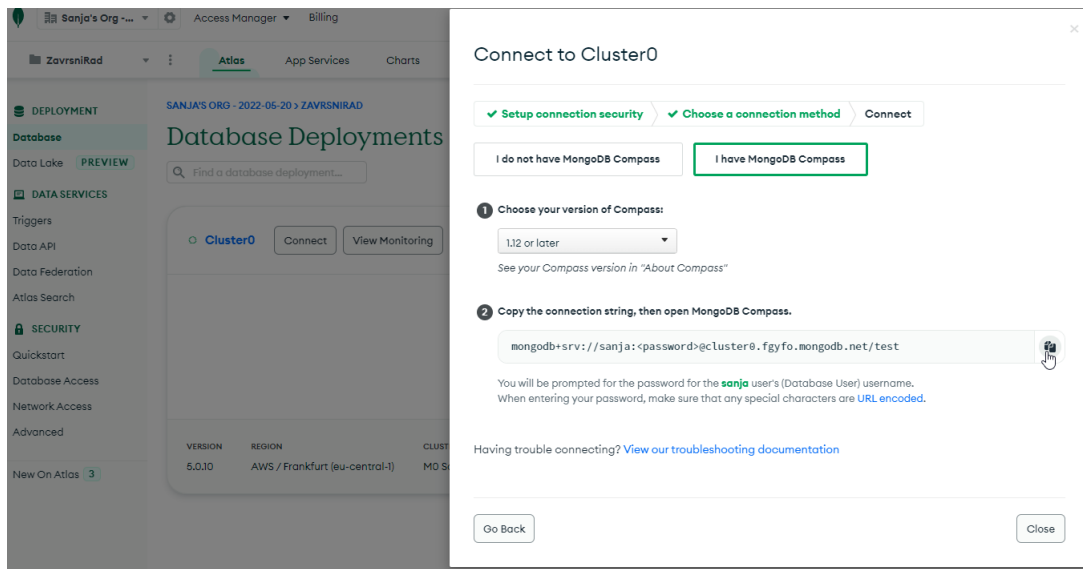 Sanja's Org -...
Access Manager
Billing
ZavrsniRad
Atlas
App Services
Charts
DEPLOYMENT
Database
Data Lake PREVIEW
DATA SERVICES
Triggers
Data API
Data Federation
Atlas Search
SECURITY
Quickstart
Database Access
Network Access
Advanced
New On Atlas 3
SANJA'S ORG - 2022-05-20 > ZAVRSNIRAD
Database Deployments
Find a database deployment...
Cluster0
Connect
View Monitoring
VERSION REGION CLUST
5.0.10 AWS / Frankfurt (eu-central-1) M0 Sa
Connect to Cluster0
Setup connection security
Choose a connection method
Connect
I do not have MongoDB Compass
I have MongoDB Compass
1 Choose your version of Compass:
1.12 or later
See your Compass version in "About Compass"
2 Copy the connection string, then open MongoDB Compass.
mongodb+srv://sanja:<password>@cluster0.fgyfo.mongodb.net/test
You will be prompted for the password for the sanja user's (Database User) username.
When entering your password, make sure that any special characters are URL encoded.
Having trouble connecting? View our troubleshooting documentation
Go Back
Close